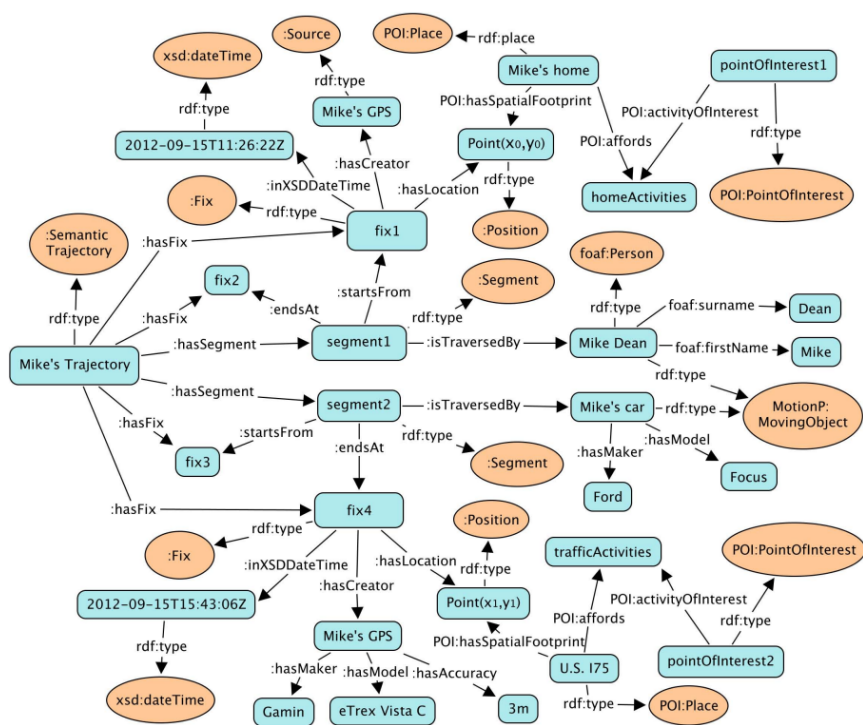 :Source
POI:Place
rdf:place
xsd:dateTime
Mike's home
pointOfInterest1
rdf:type
rdf:type
Mike's GPS
POI:hasSpatialFootprint
POI:activityOfInterest
2012-09-15T11:26:22Z
:hasCreator
Point(x0,y0)
POI:affords
rdf:type
:inXSDDateTime
:hasLocation
rdf:type
:Fix
rdf:type
homeActivities
POI:PointOfInterest
:Semantic
Trajectory
:hasFix
fix1
:Position
foaf:Person
fix2
:startsFrom
:Segment
rdf:type
:hasFix
:endsAt
rdf:type
rdf:type
foaf:surname
Dean
Mike's Trajectory
:hasSegment
segment1
:isTraversedBy
Mike Dean
foaf:firstName
Mike
rdf:type
:hasSegment
segment2
:isTraversedBy
Mike's car
rdf:type
MotionP:
MovingObject
:hasFix
:startsFrom
:endsAt
rdf:type
:hasMaker
:hasModel
fix3
:Segment
Ford
Focus
:hasFix
fix4
:Position
rdf:type
:Fix
:inXSDDateTime
:hasLocation
rdf:type
trafficActivities
POI:PointOfInterest
:hasCreator
2012-09-15T15:43:06Z
Point(x1,y1)
POI:affords
POI:activityOfInterest
rdf:type
rdf:type
Mike's GPS
POI:hasSpatialFootprint
U.S. I75
pointOfInterest2
:hasMaker
:hasModel
:hasAccuracy
xsd:dateTime
Gamin
eTrex Vista C
3m
rdf:type
POI:Place